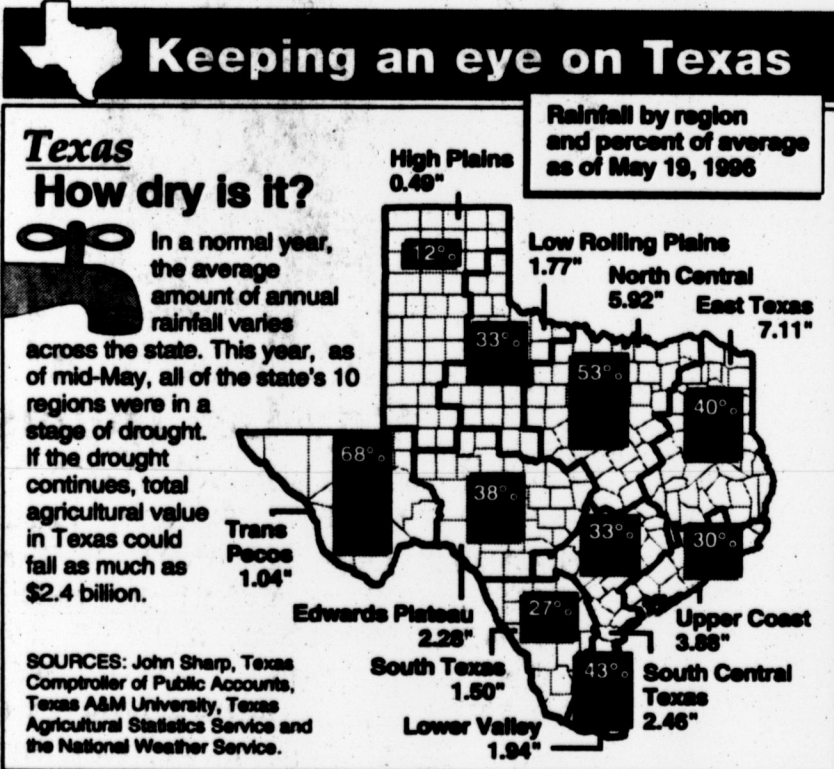 Keeping an eye on Texas
Rainfall by region
and percent of average
as of May 19, 1996
Texas
How dry is it?
In a normal year,
the average
amount of annual
rainfall varies
across the state. This year, as
of mid-May, all of the state's 10
regions were in a
stage of drought.
If the drought
continues, total
agricultural value
in Texas could
fall as much as
$2.4 billion.
SOURCES: John Sharp, Texas
Comptroller of Public Accounts,
Texas A&M University, Texas
Agricultural Statistics Service and
the National Weather Service.
High Plains
0.49"
12%
Low Rolling Plains
1.77"
33%
North Central
5.92"
53%
East Texas
7.11"
40%
Trans
Pecos
1.04"
68%
Edwards Plateau
2.28"
38%
33%
30%
Upper Coast
3.88"
South Texas
1.50"
27%
South Central
Texas
2.46"
Lower Valley
1.94"
43%